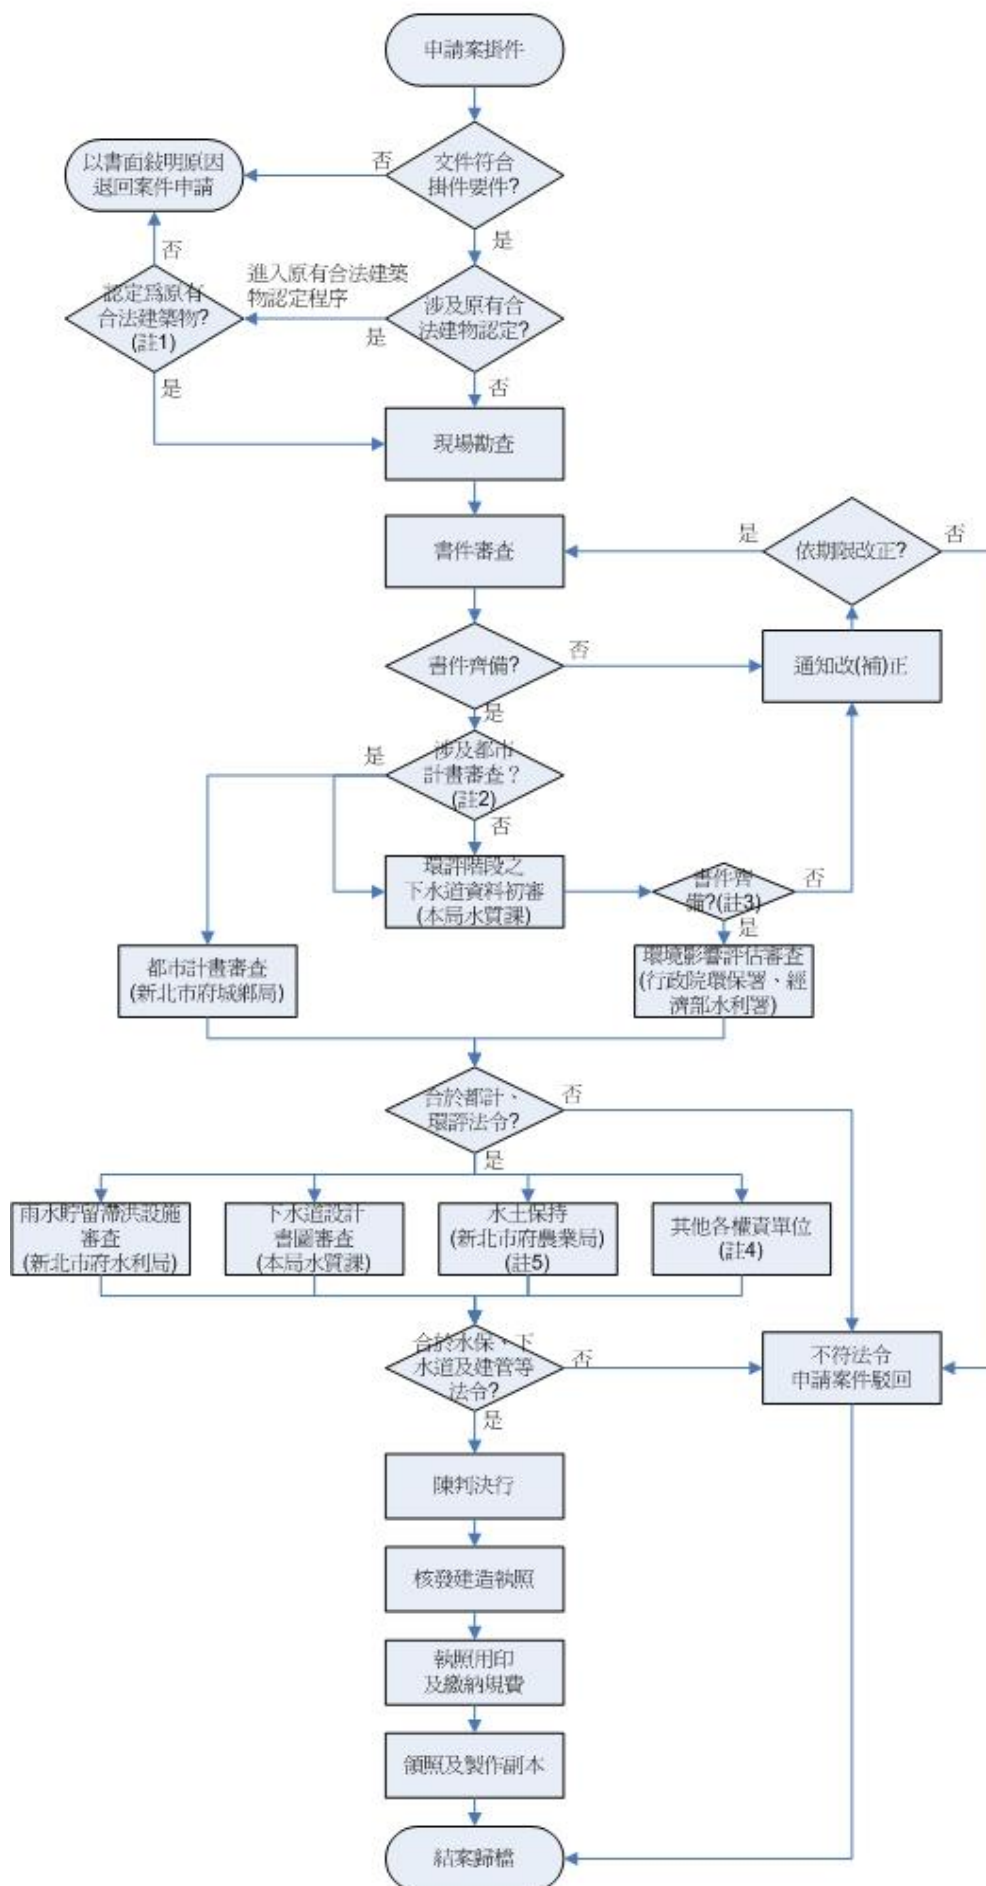 申請案掛件
文件符合
掛件要件?
否
以書面敍明原因
退回案件申請
是
否
進入原有合法建築
物認定程序
認定爲原有
合法建築物?
(註1)
涉及原有合
法建物認定?
是
是
否
現場勘查
書件審查
是
依期限改正?
否
書件齊備?
否
通知改(補)正
是
是
涉及都市
計畫審查？
(註2)
否
環評階段之
下水道資料初審
(本局水質課)
書件齊
備?(註3)
否
是
都市計畫審查
(新北市府城鄉局)
環境影響評估審查
(行政院環保署、經
濟部水利署)
合於都計、
環評法令?
否
是
雨水貯留滯洪設施
審查
(新北市府水利局)
下水道設計
書圖審查
(本局水質課)
水土保持
(新北市府農業局)
(註5)
其他各權責單位
(註4)
合於水保、下
水道及建管等
法令?
否
不符法令
申請案件駁回
是
陳判決行
核發建造執照
執照用印
及繳納規費
領照及製作副本
結案歸檔